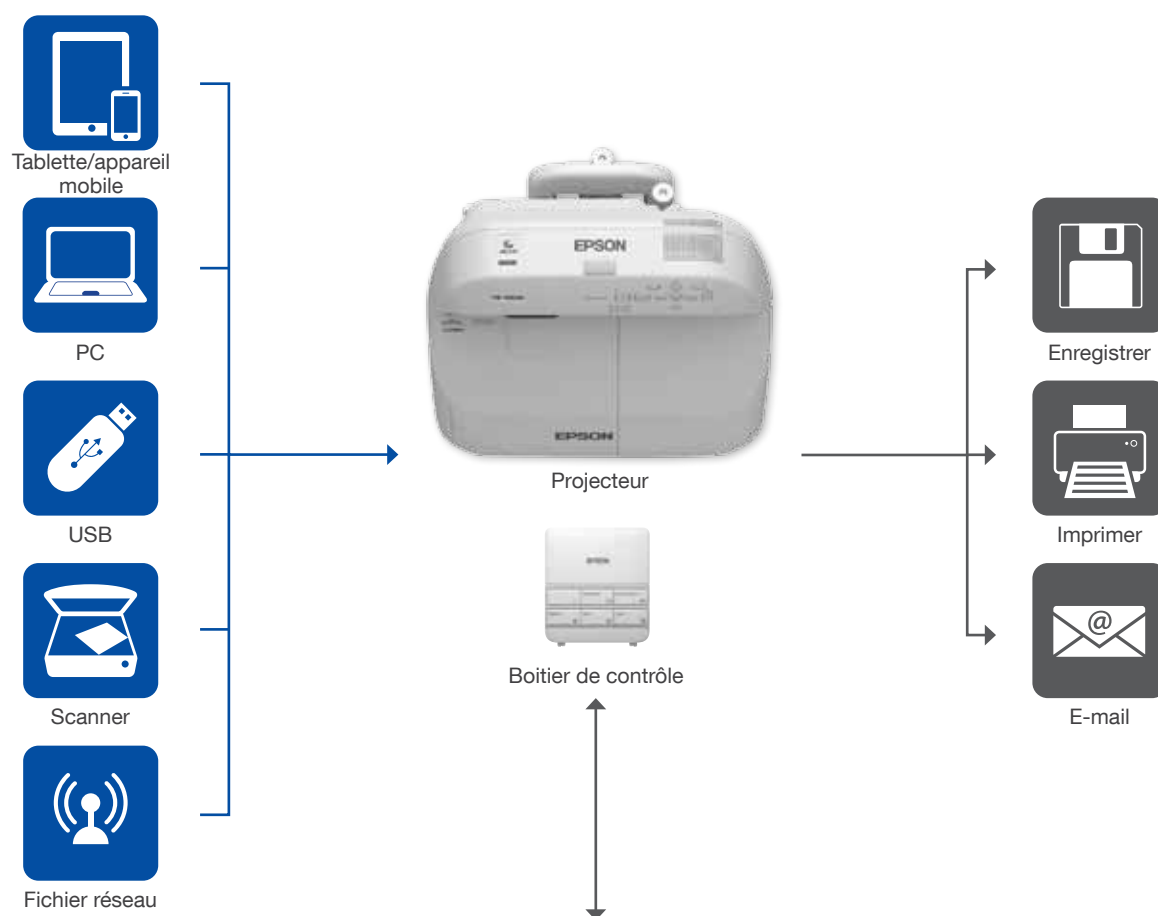 Tablette/appareil
mobile
PC
USB
Scanner
Fichier réseau
EPSON
EPSON
Projecteur
EPSON
Boitier de contrôle
Enregistrer
Imprimer
@
E-mail